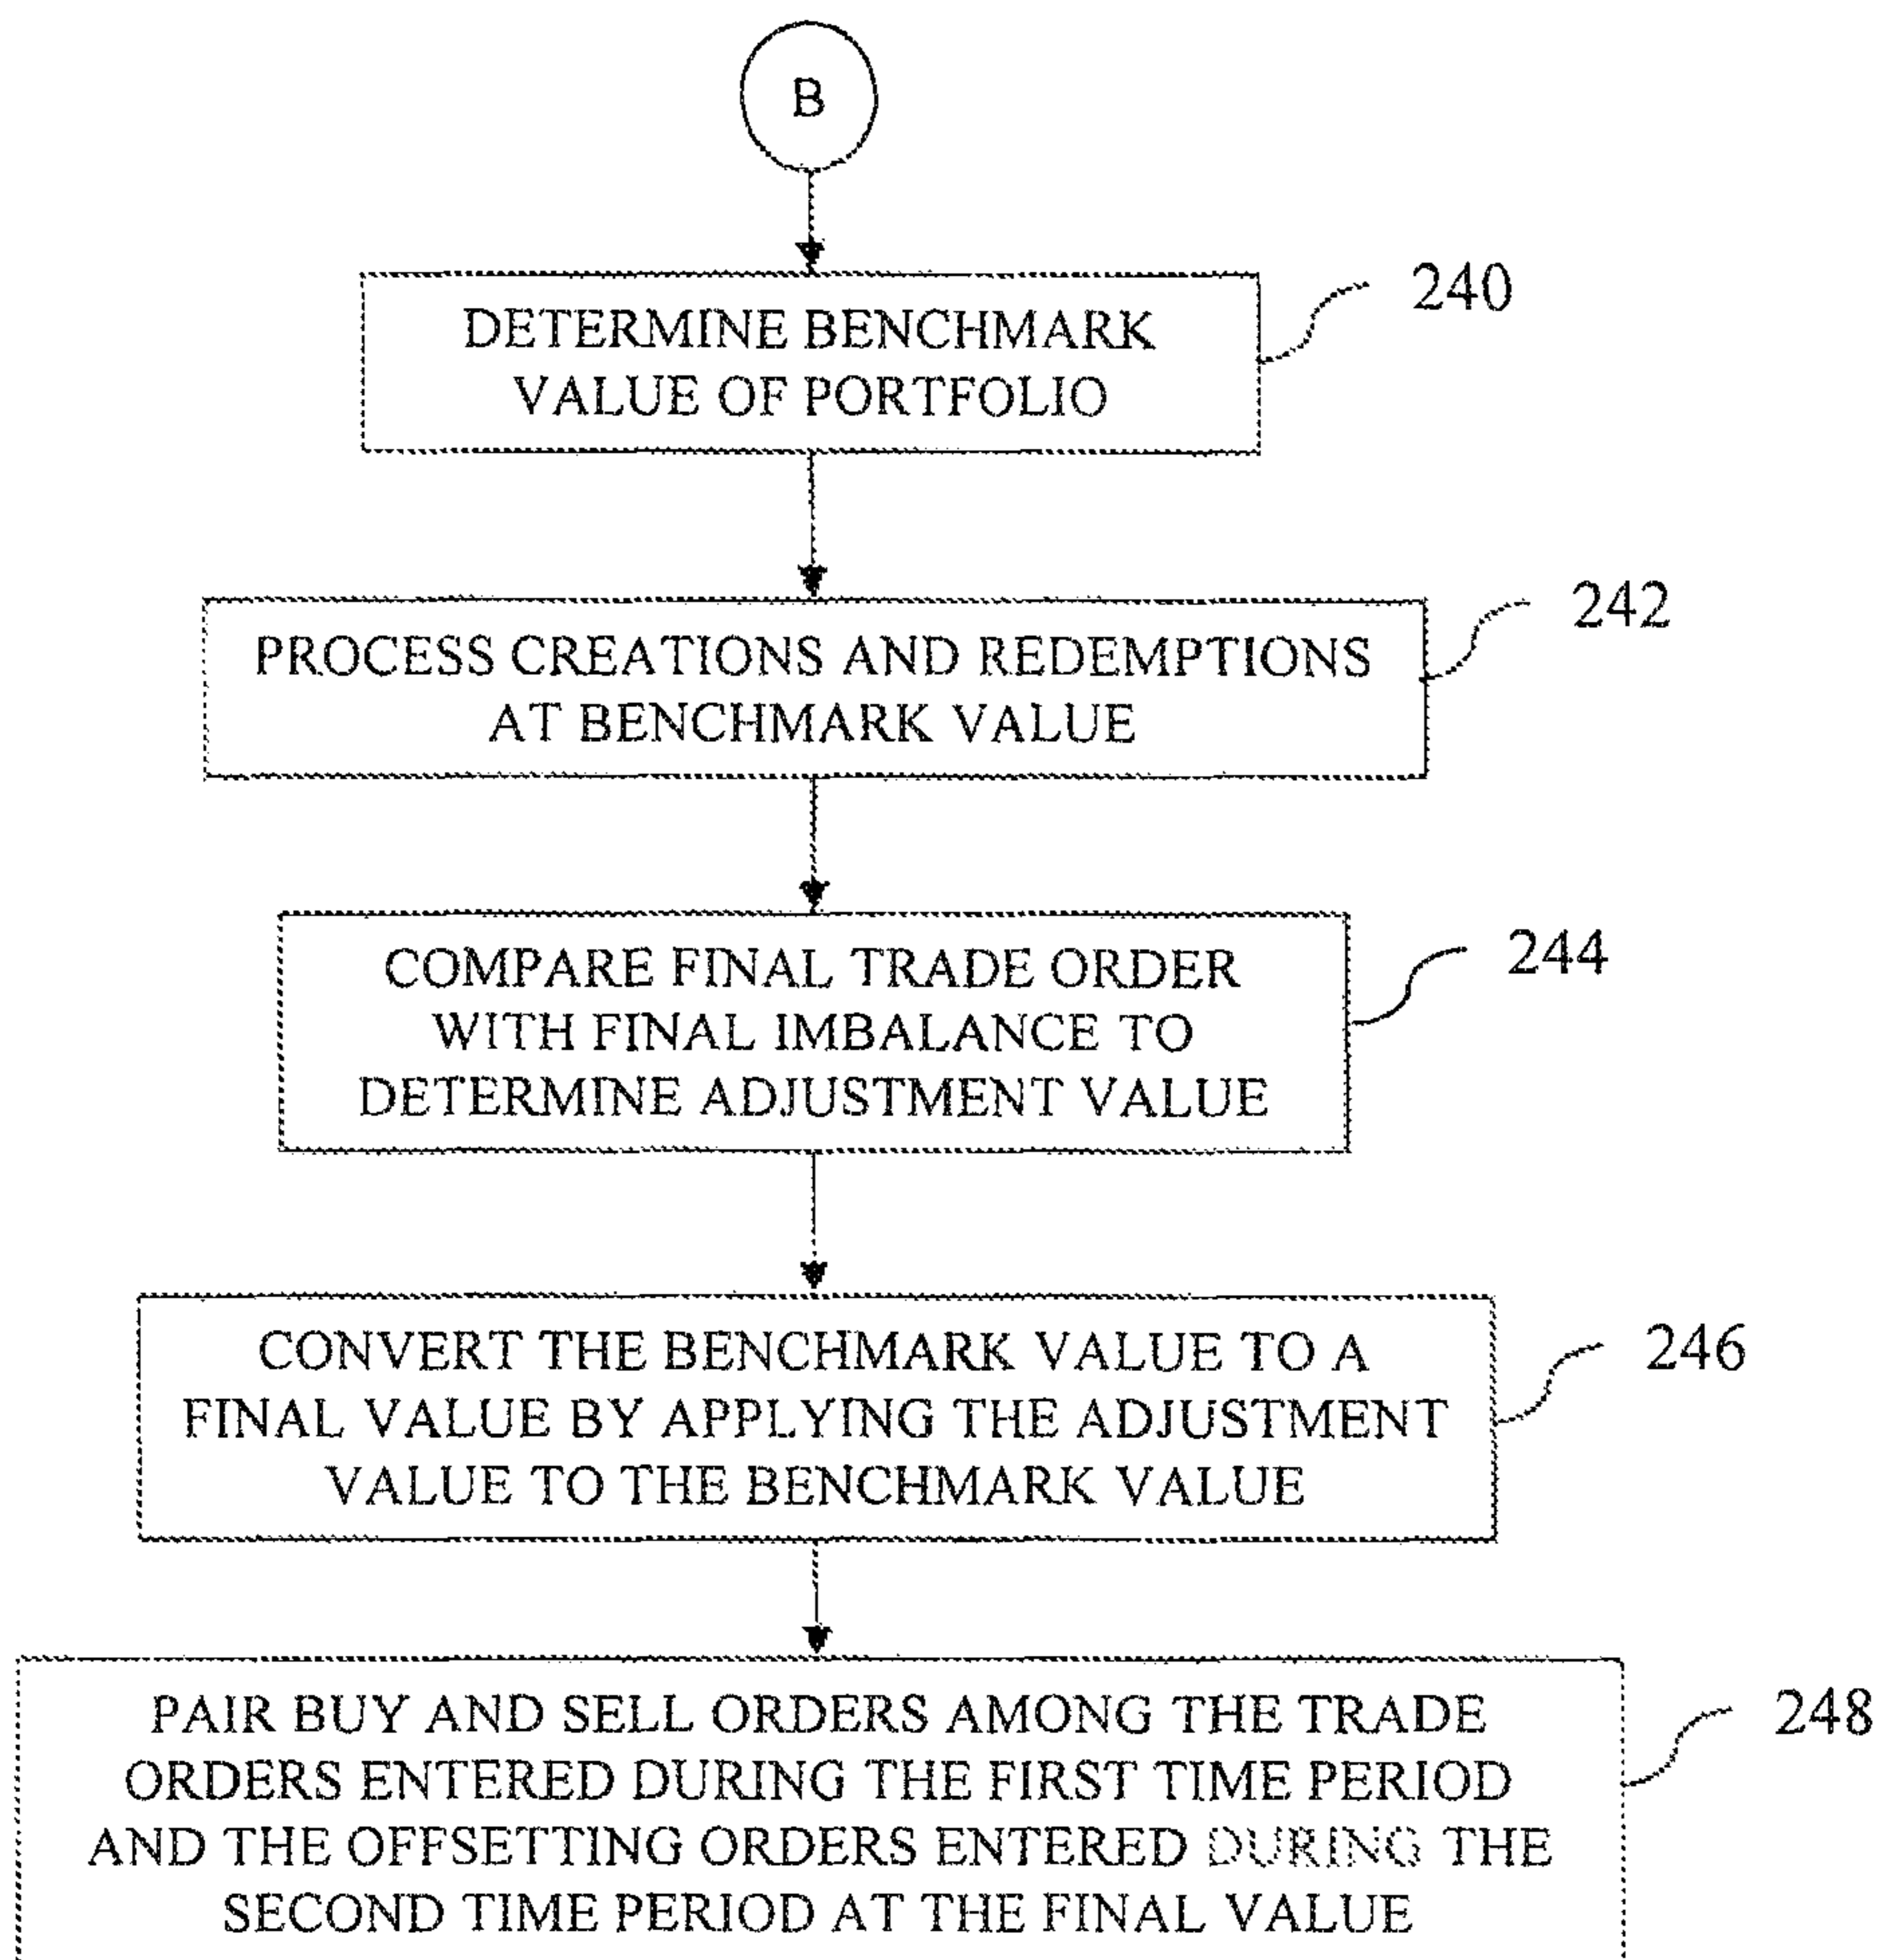 B
DETERMINE BENCHMARK
VALUE OF PORTFOLIO
240
PROCESS CREATIONS AND REDEMPTIONS
AT BENCHMARK VALUE
242
COMPARE FINAL TRADE ORDER
WITH FINAL IMBALANCE TO
DETERMINE ADJUSTMENT VALUE
244
CONVERT THE BENCHMARK VALUE TO A
FINAL VALUE BY APPLYING THE ADJUSTMENT
VALUE TO THE BENCHMARK VALUE
246
PAIR BUY AND SELL ORDERS AMONG THE TRADE
ORDERS ENTERED DURING THE FIRST TIME PERIOD
AND THE OFFSETTING ORDERS ENTERED DURING THE
SECOND TIME PERIOD AT THE FINAL VALUE
248